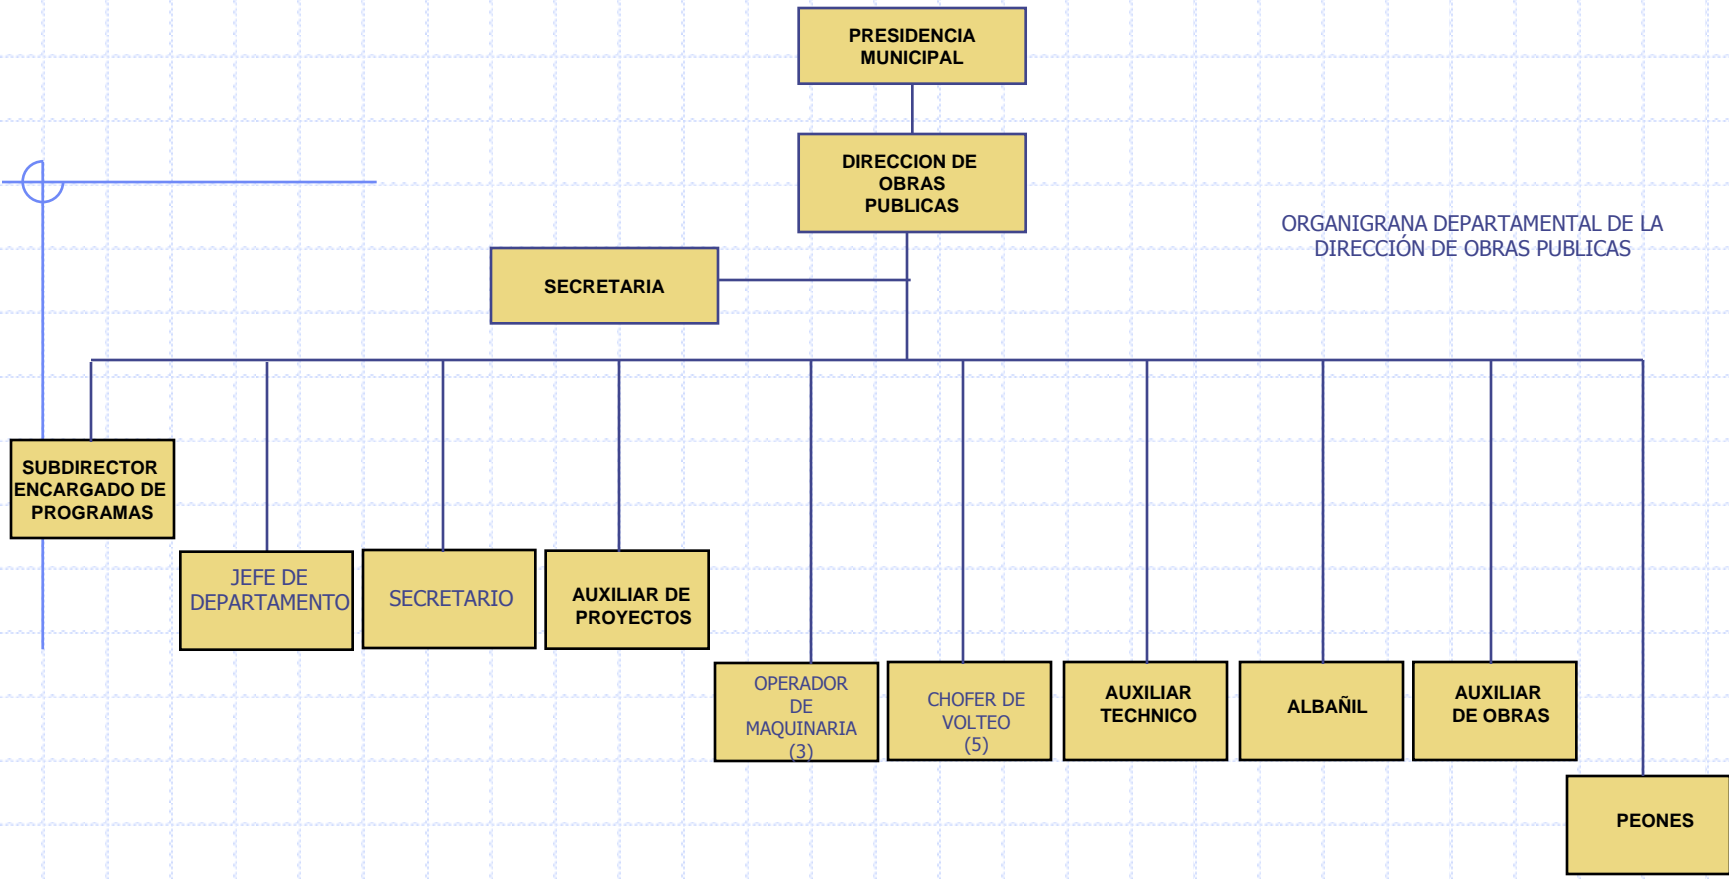 PRESIDENCIA
MUNICIPAL
DIRECCION DE
OBRAS
PUBLICAS
ORGANIGRANA DEPARTAMENTAL DE LA
DIRECCIÓN DE OBRAS PUBLICAS
SECRETARIA
SUBDIRECTOR
ENCARGADO DE
PROGRAMAS
JEFE DE
DEPARTAMENTO
SECRETARIO
AUXILIAR DE
PROYECTOS
OPERADOR
DE
MAQUINARIA
(3)
CHOFER DE
VOLTEO
(5)
AUXILIAR
TECHNICO
ALBAÑIL
AUXILIAR
DE OBRAS
PEONES